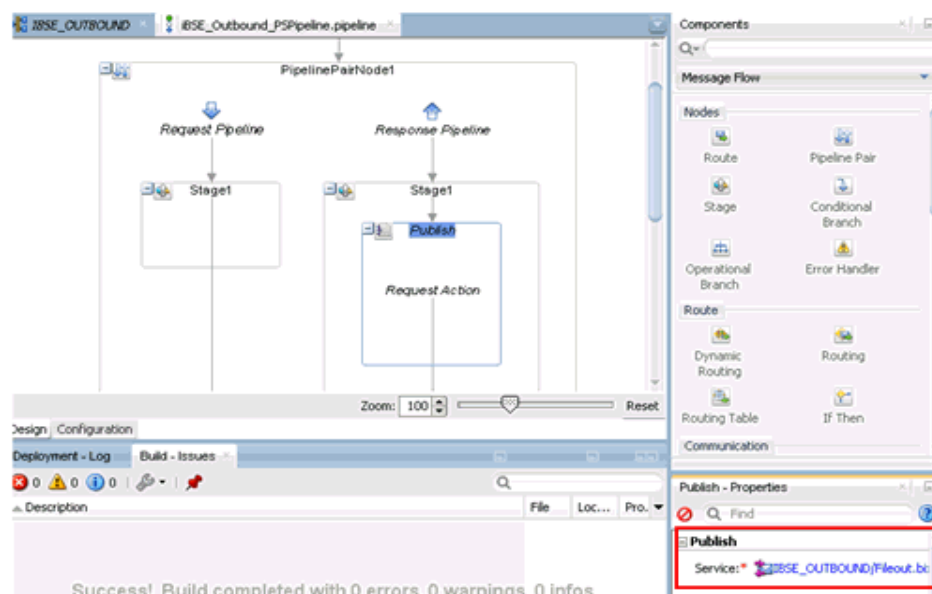 IBSE_OUTBOUND
IBSE_Outbound_PSPipeline.pipeline
PipelinePairNode1
Request Pipeline
Response Pipeline
Stage1
Stage1
Publish
Request Action
Zoom: 100
Reset
Design
Configuration
Deployment - Log
Build - Issues
0 0 0
Description
File
Loc...
Pro.
Success! Build completed with 0 errors, 0 warnings, 0 infos
Components
Message Flow
Nodes
Route
Pipeline Pair
Stage
Conditional
Branch
Operational
Branch
Error Handler
Route
Dynamic
Routing
Routing
Routing Table
If Then
Communication
Publish - Properties
Find
Publish
Service:* IBSE_OUTBOUND/Fileout.bi